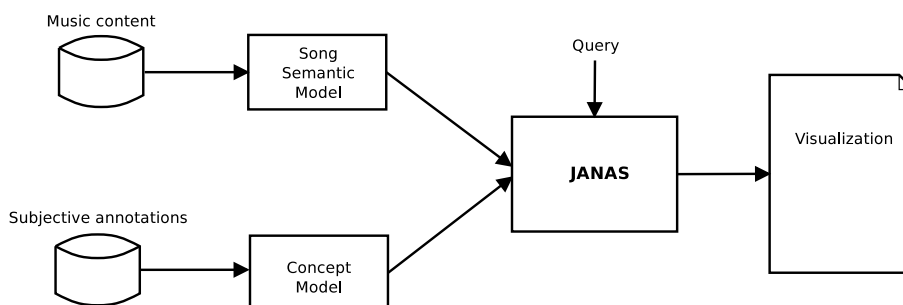 Music content
Song
Semantic
Model
Query
JANAS
Visualization
Subjective annotations
Concept
Model